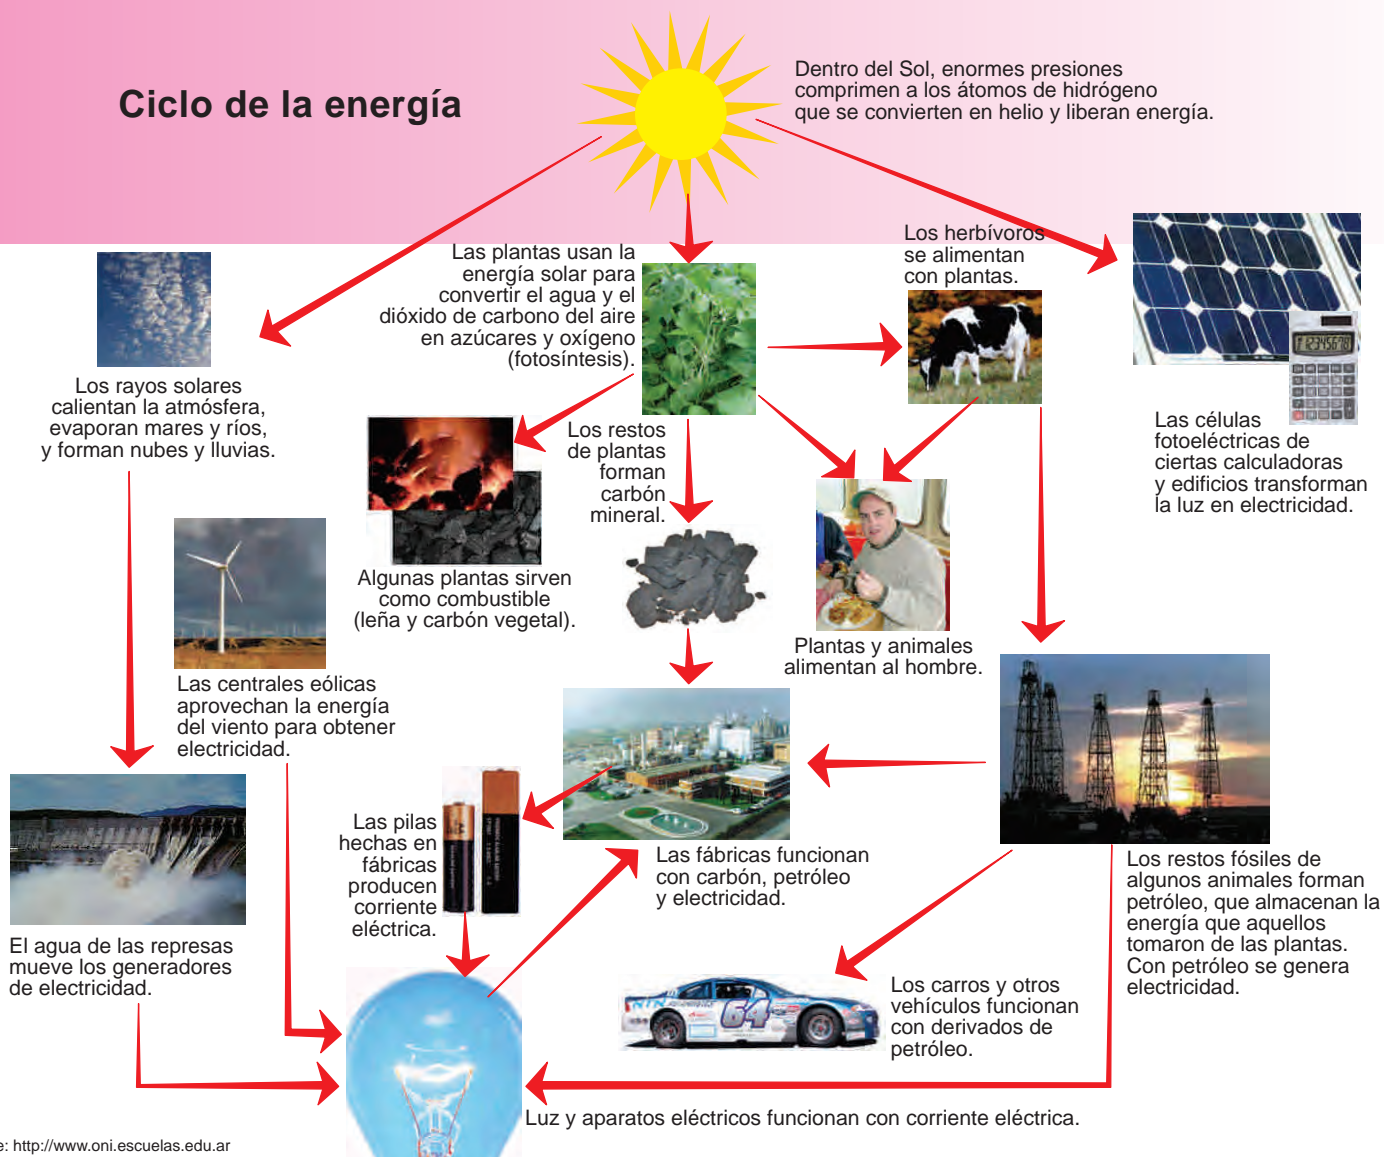 Ciclo de la energía
Dentro del Sol, enormes presiones
comprimen a los átomos de hidrógeno
que se convierten en helio y liberan energía.
Las plantas usan la
energía solar para
convertir el agua y el
dióxido de carbono del aire
en azúcares y oxígeno
(fotosíntesis).
Los herbívoros
se alimentan
con plantas.
Los rayos solares
calientan la atmósfera,
evaporan mares y ríos,
y forman nubes y lluvias.
12345678
Las células
fotoeléctricas de
ciertas calculadoras
y edificios transforman
la luz en electricidad.
Los restos
de plantas
forman
carbón
mineral.
Algunas plantas sirven
como combustible
(leña y carbón vegetal).
Plantas y animales
alimentan al hombre.
Las centrales eólicas
aprovechan la energía
del viento para obtener
electricidad.
Las pilas
hechas en
fábricas
producen
corriente
eléctrica.
Las fábricas funcionan
con carbón, petróleo
y electricidad.
Los restos fósiles de
algunos animales forman
petróleo, que almacenan la
energía que aquellos
tomaron de las plantas.
Con petróleo se genera
electricidad.
El agua de las represas
mueve los generadores
de electricidad.
64
Los carros y otros
vehículos funcionan
con derivados de
petróleo.
Luz y aparatos eléctricos funcionan con corriente eléctrica.
e: http://www.oni.escuelas.edu.ar